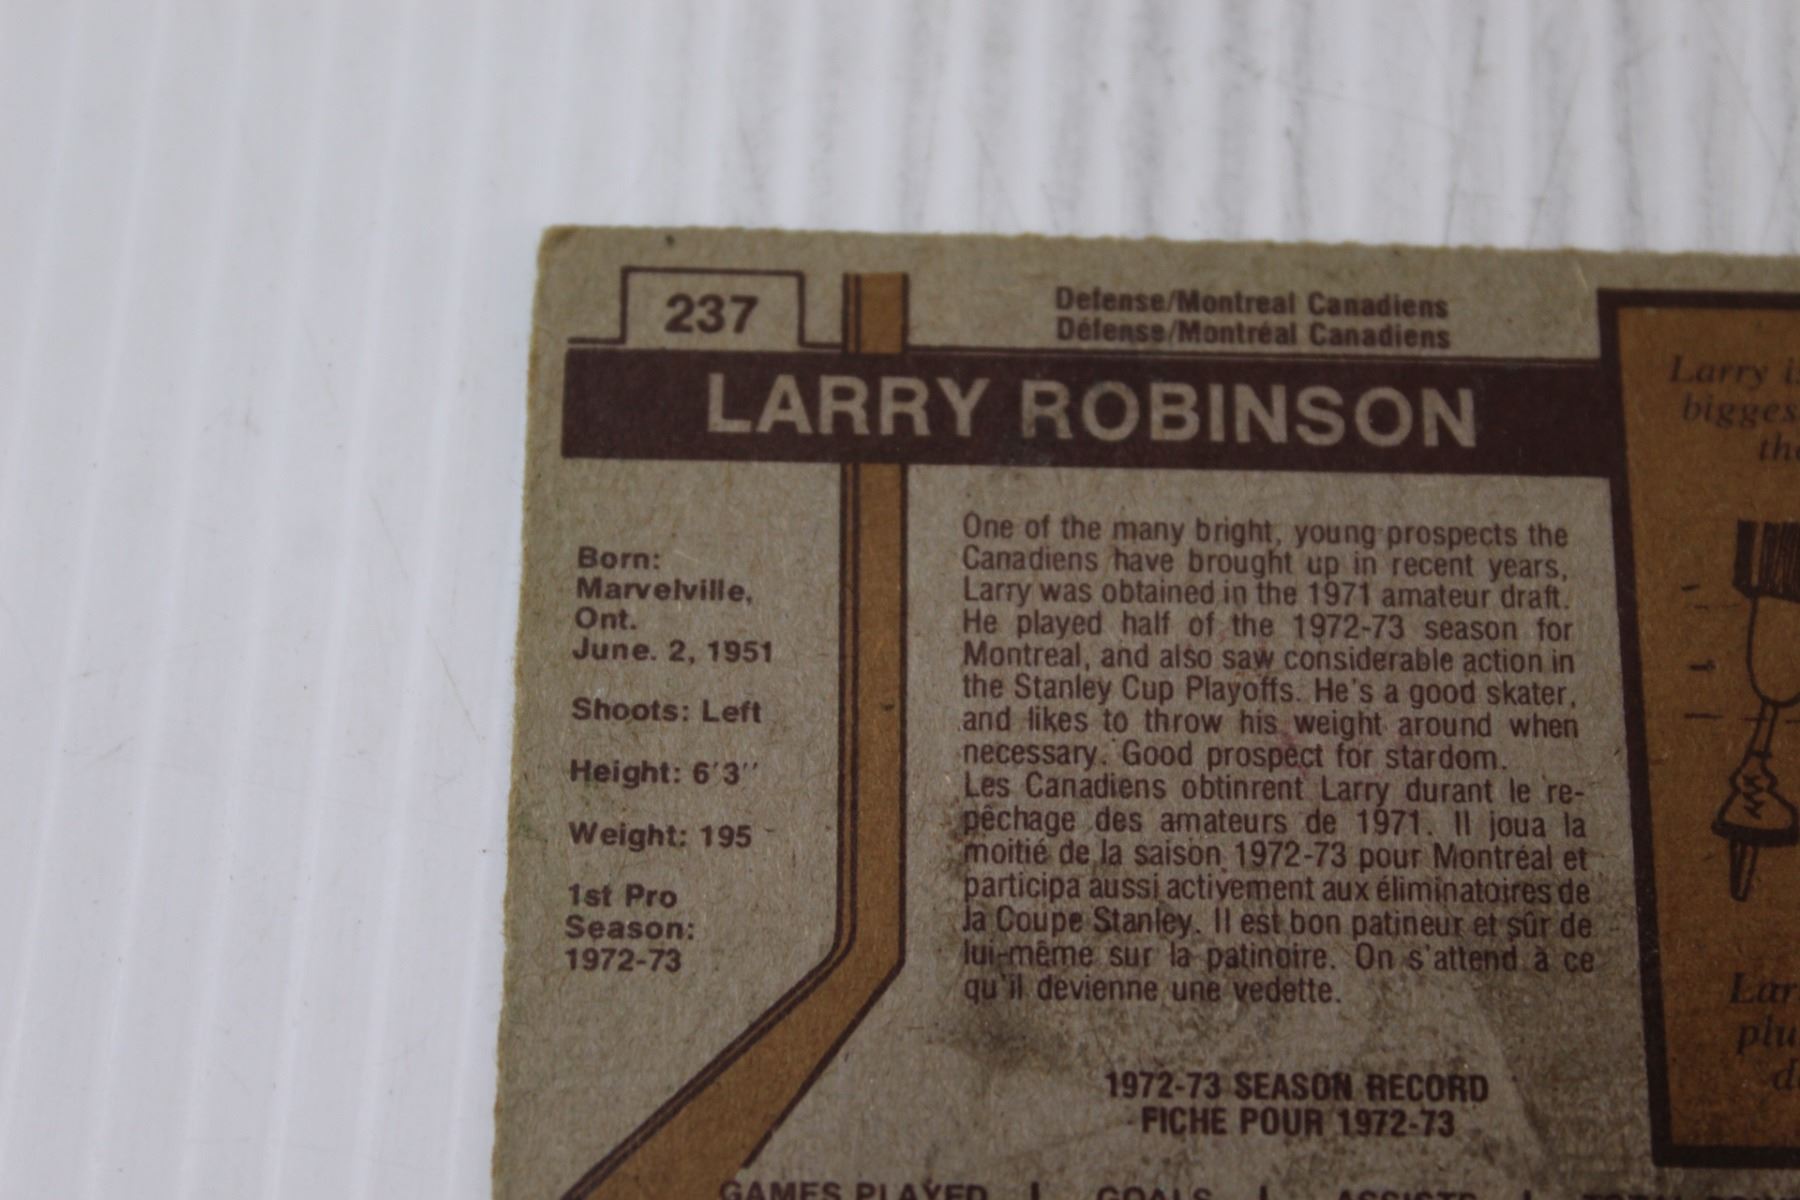 237
Defense/Montreal Canadiens
Défense/Montréal Canadiens
LARRY ROBINSON
Born:
Marvelville,
Ont.
June. 2, 1951
Shoots: Left
Height: 6'3''
Weight: 195
1st Pro
Season:
1972-73
One of the many bright, young prospects the
Canadiens have brought up in recent years,
Larry was obtained in the 1971 amateur draft.
He played half of the 1972-73 season for
Montreal, and also saw considerable action in
the Stanley Cup Playoffs. He's a good skater,
and likes to throw his weight around when
necessary. Good prospect for stardom.
Les Canadiens obtinrent Larry durant le re-
pêchage des amateurs de 1971. Il joua la
moitié de la saison 1972-73 pour Montréal et
participa aussi activement aux éliminatoires de
la Coupe Stanley. Il est bon patineur et sûr de
lui-même sur la patinoire. On s'attend à ce
qu'il devienne une vedette.
1972-73 SEASON RECORD
FICHE POUR 1972-73
GAMES PLAYED GOALS ASSISTS
Larry